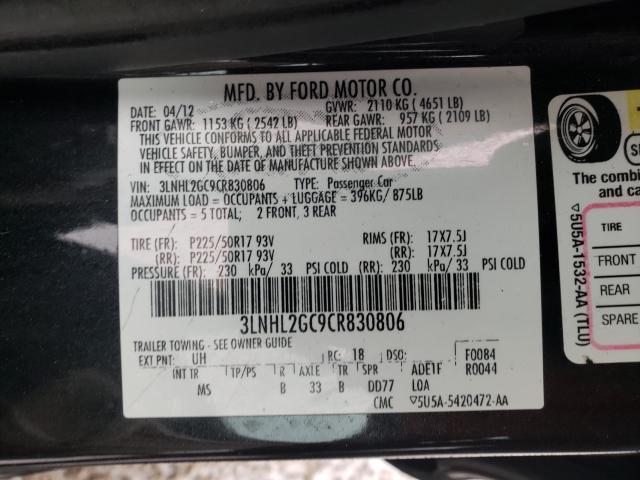 MFD. BY FORD MOTOR CO.
DATE: 04/12 GVWR: 2110 KG ( 4651 LB)
FRONT GAWR: 1153 KG ( 2542 LB) REAR GAWR: 957 KG ( 2109 LB)
THIS VEHICLE CONFORMS TO ALL APPLICABLE FEDERAL MOTOR
VEHICLE SAFETY, BUMPER, AND THEFT PREVENTION STANDARDS
IN EFFECT ON THE DATE OF MANUFACTURE SHOWN ABOVE.
VIN: 3LNHL2GC9CR830806 TYPE: Passenger Car
MAXIMUM LOAD = OCCUPANTS + LUGGAGE = 396KG/ 875LB
OCCUPANTS = 5 TOTAL; 2 FRONT, 3 REAR
TIRE (FR): P225/50R17 93V RIMS (FR): 17X7.5J
(RR): P225/50R17 93V (RR): 17X7.5J
PRESSURE (FR): 230 kPa/ 33 PSI COLD (RR): 230 kPa/ 33 PSI COLD
3LNHL2GC9CR830806
TRAILER TOWING - SEE OWNER GUIDE
EXT PNT: UH RC: 18 DSO: F0084
INT TR TP/PS R AXLE TR SPR ADE1F R0044
MS B 33 B DD77 LOA
CMC ▽5U5A-5420472-AA
The combi
and ca
TIRE
FRONT
REAR
SPARE
▽5U5A-1532-AA (TLU)